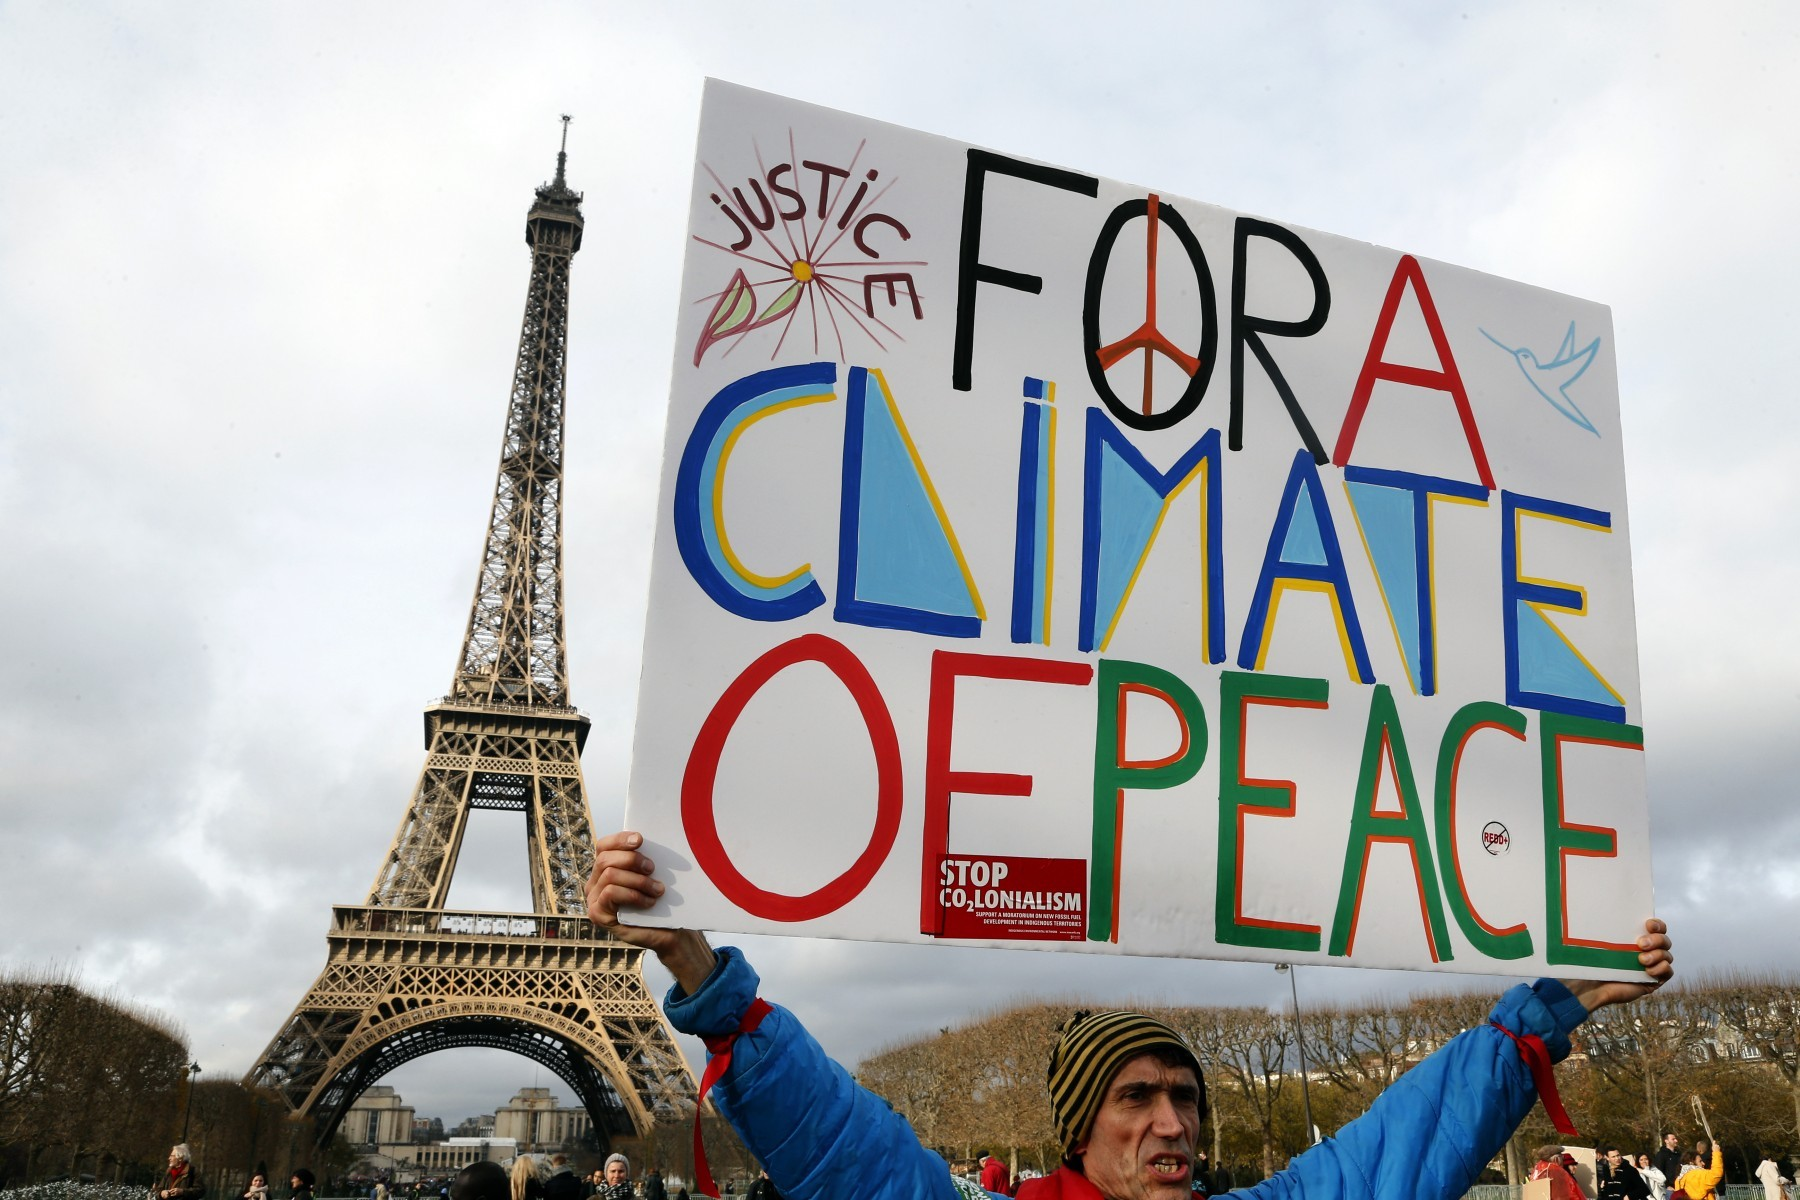 jUSTiCE
FOR A
CLiMATE
OF PEACE
STOP
CO₂LONIALISM
SUPPORT A MORATORIUM ON NEW FOSSIL FUEL
DEVELOPMENT IN INDIGENOUS TERRITORIES
REDD+